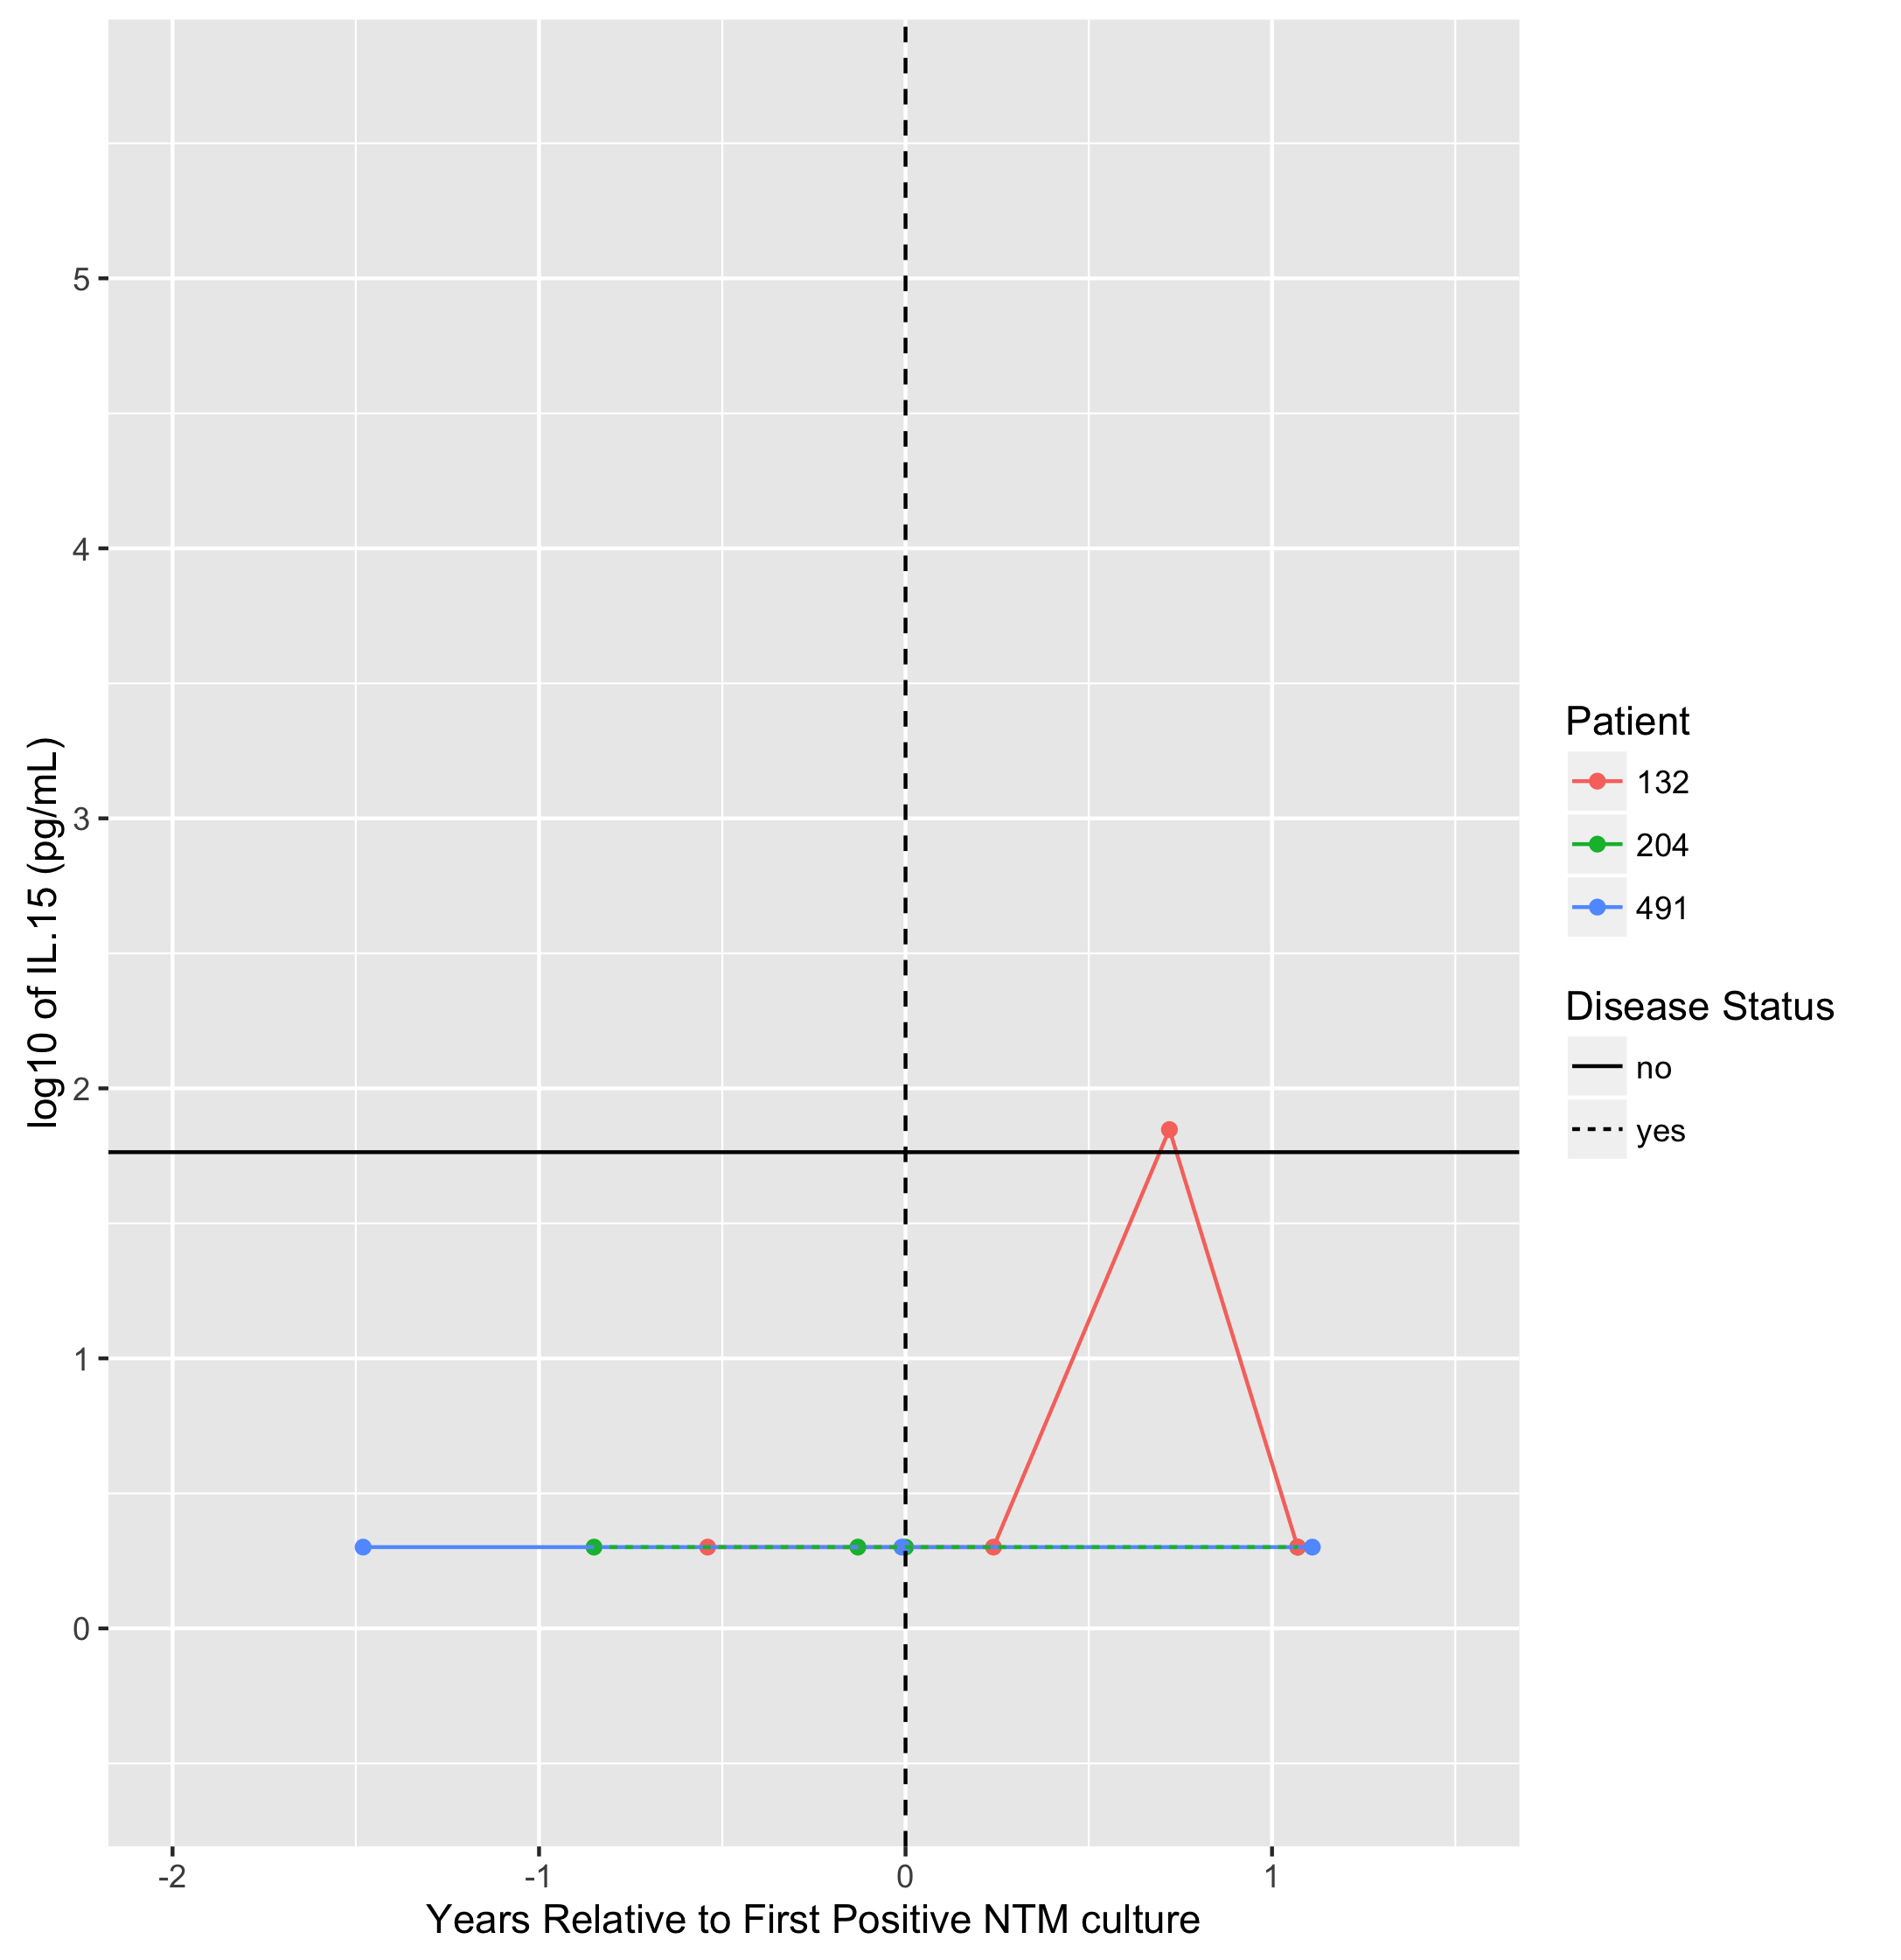 log10 of IL.15 (pg/mL)
5
4
3
2
1
0
-2
-1
0
1
Years Relative to First Positive NTM culture
Patient
132
204
491
Disease Status
no
yes